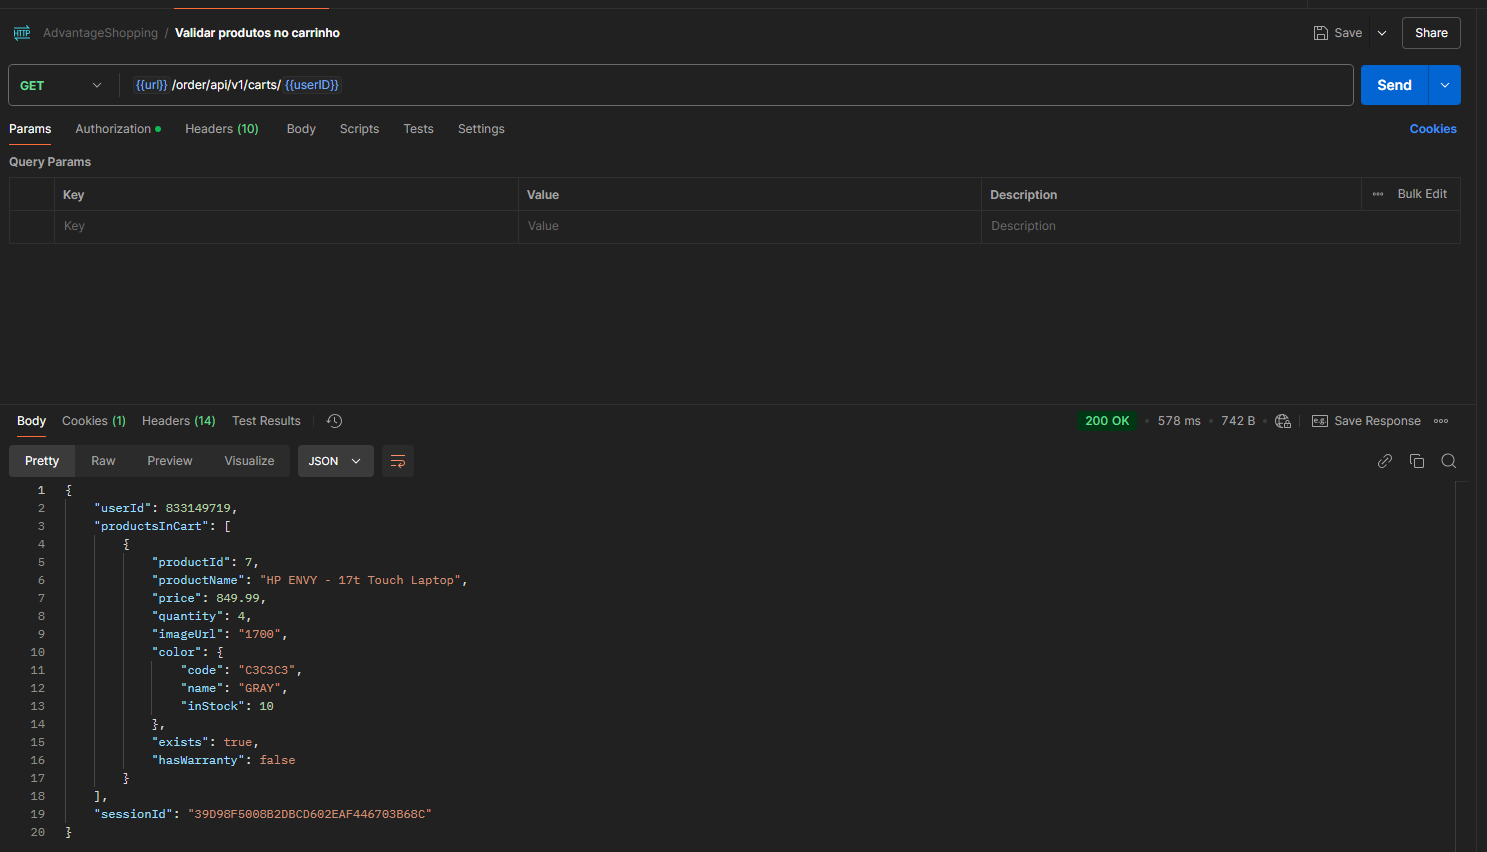 HTTP AdvantageShopping / Validar produtos no carrinho Save Share
GET {{url}} /order/api/v1/carts/ {{userID}} Send
Params Authorization Headers (10) Body Scripts Tests Settings Cookies
Query Params
Key Value Description Bulk Edit
Key Value Description
Body Cookies (1) Headers (14) Test Results 200 OK 578 ms 742 B e.g. Save Response
Pretty Raw Preview Visualize JSON
1 {
2 "userId": 833149719,
3 "productsInCart": [
4 {
5 "productId": 7,
6 "productName": "HP ENVY - 17t Touch Laptop",
7 "price": 849.99,
8 "quantity": 4,
9 "imageUrl": "1700",
10 "color": {
11 "code": "C3C3C3",
12 "name": "GRAY",
13 "inStock": 10
14 },
15 "exists": true,
16 "hasWarranty": false
17 }
18 ],
19 "sessionId": "39D98F5008B2DBCD602EAF446703B68C"
20 }